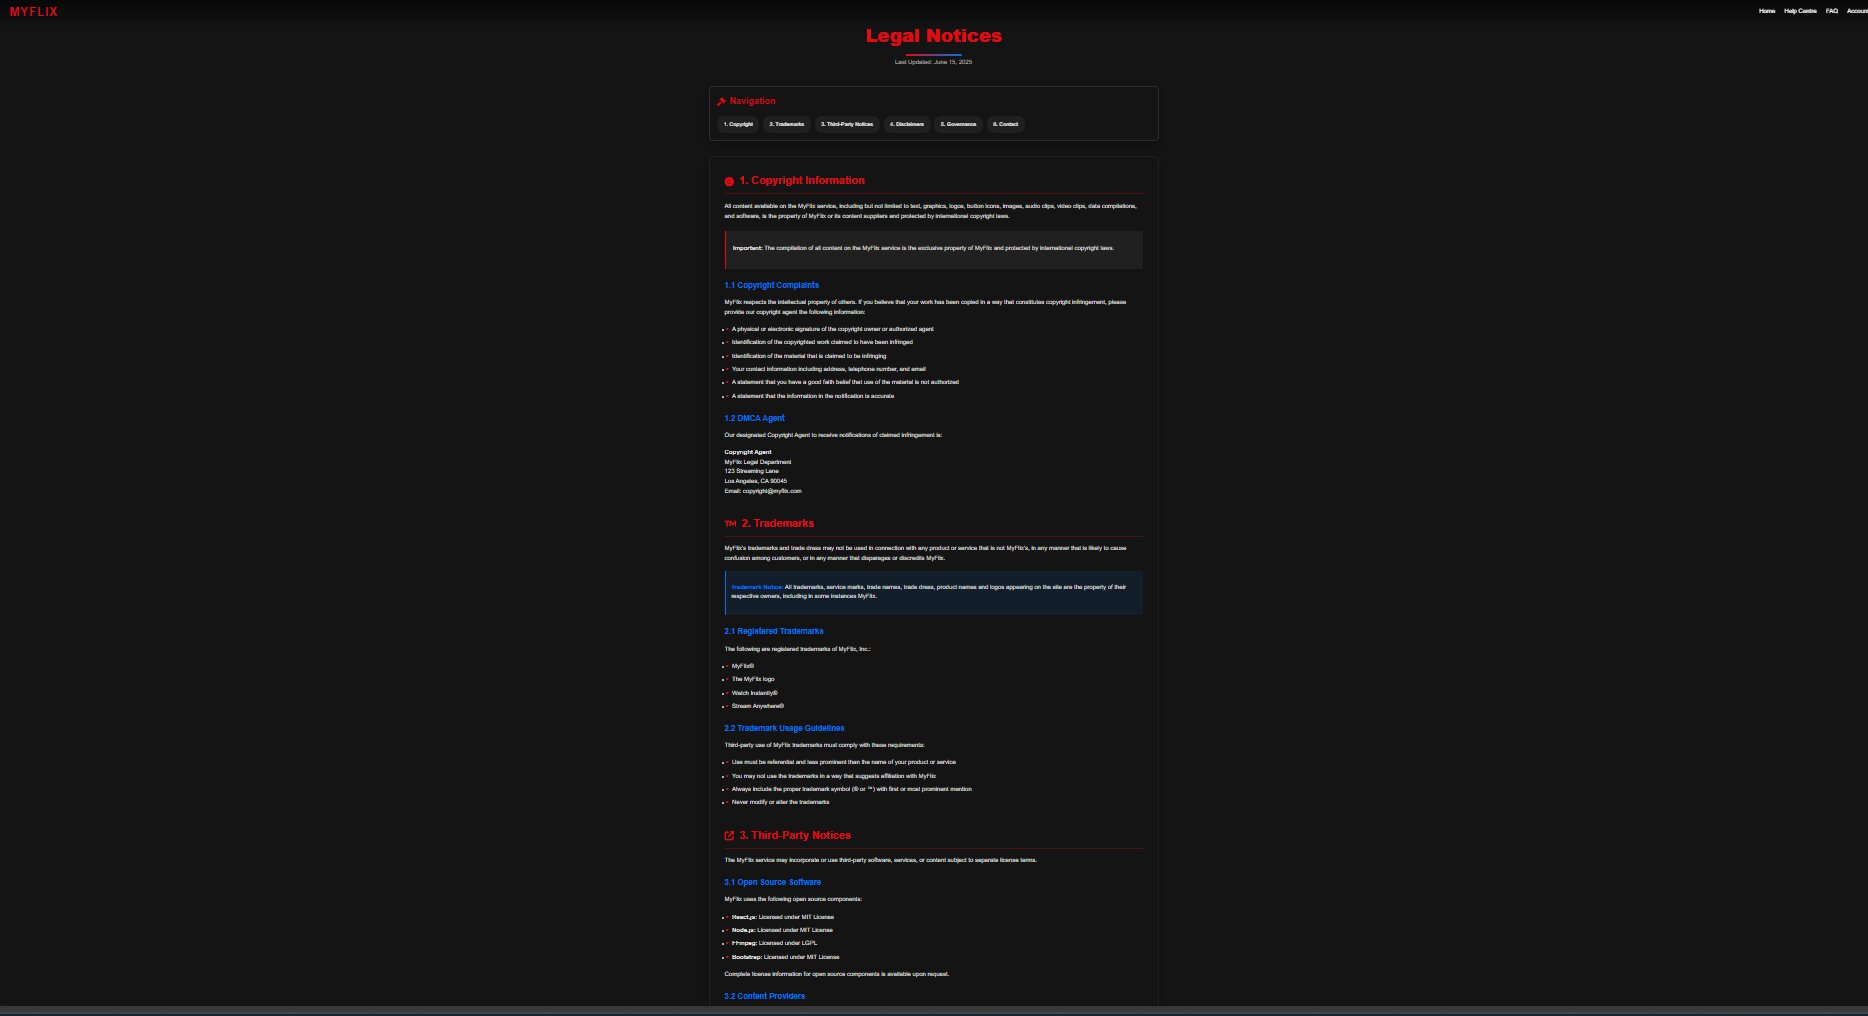 MYFLIX
Home Help Centre FAQ Account
Legal Notices
Last Updated: June 15, 2025
Navigation
1. Copyright 2. Trademarks 3. Third-Party Notices 4. Disclaimers 5. Governance 6. Contact
1. Copyright Information
All content available on the MyFlix service, including but not limited to text, graphics, logos, button icons, images, audio clips, video clips, data compilations,
and software, is the property of MyFlix or its content suppliers and protected by international copyright laws.
Important: The compilation of all content on the MyFlix service is the exclusive property of MyFlix and protected by international copyright laws.
1.1 Copyright Complaints
MyFlix respects the intellectual property of others. If you believe that your work has been copied in a way that constitutes copyright infringement, please
provide our copyright agent the following information:
• A physical or electronic signature of the copyright owner or authorized agent
• Identification of the copyrighted work claimed to have been infringed
• Identification of the material that is claimed to be infringing
• Your contact information including address, telephone number, and email
• A statement that you have a good faith belief that use of the material is not authorized
• A statement that the information in the notification is accurate
1.2 DMCA Agent
Our designated Copyright Agent to receive notifications of claimed infringement is:
Copyright Agent
MyFlix Legal Department
123 Streaming Lane
Los Angeles, CA 90045
Email: copyright@myflix.com
TM 2. Trademarks
MyFlix's trademarks and trade dress may not be used in connection with any product or service that is not MyFlix's, in any manner that is likely to cause
confusion among customers, or in any manner that disparages or discredits MyFlix.
Trademark Notice: All trademarks, service marks, trade names, trade dress, product names and logos appearing on the site are the property of their
respective owners, including in some instances MyFlix.
2.1 Registered Trademarks
The following are registered trademarks of MyFlix, Inc.:
• MyFlix®
• The MyFlix logo
• Watch Instantly®
• Stream Anywhere®
2.2 Trademark Usage Guidelines
Third-party use of MyFlix trademarks must comply with these requirements:
• Use must be referential and less prominent than the name of your product or service
• You may not use the trademarks in a way that suggests affiliation with MyFlix
• Always include the proper trademark symbol (® or ™) with first or most prominent mention
• Never modify or alter the trademarks
3. Third-Party Notices
The MyFlix service may incorporate or use third-party software, services, or content subject to separate license terms.
3.1 Open Source Software
MyFlix uses the following open source components:
• React.js: Licensed under MIT License
• Node.js: Licensed under MIT License
• FFmpeg: Licensed under LGPL
• Bootstrap: Licensed under MIT License
Complete license information for open source components is available upon request.
3.2 Content Providers